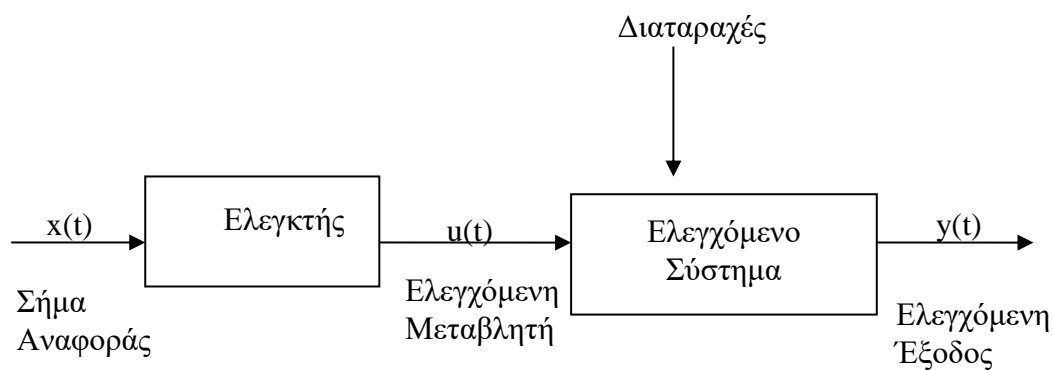 Διαταραχές
x(t)
Ελεγκτής
u(t)
Ελεγχόμενο
Σύστημα
y(t)
Σήμα
Αναφοράς
Ελεγχόμενη
Μεταβλητή
Ελεγχόμενη
Έξοδος